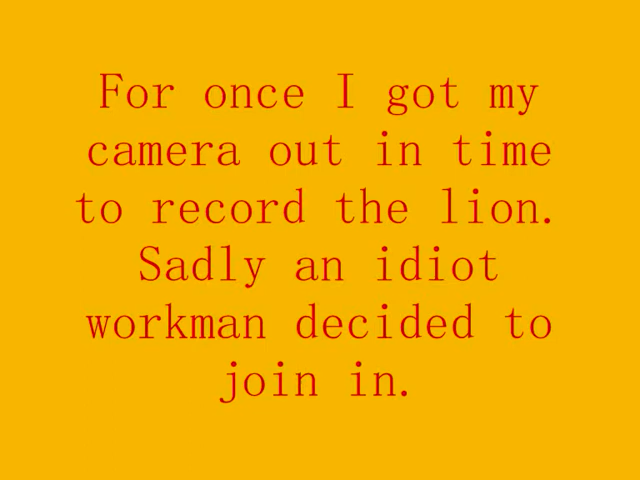 For once I got my
camera out in time
to record the lion.
Sadly an idiot
workman decided to
join in.